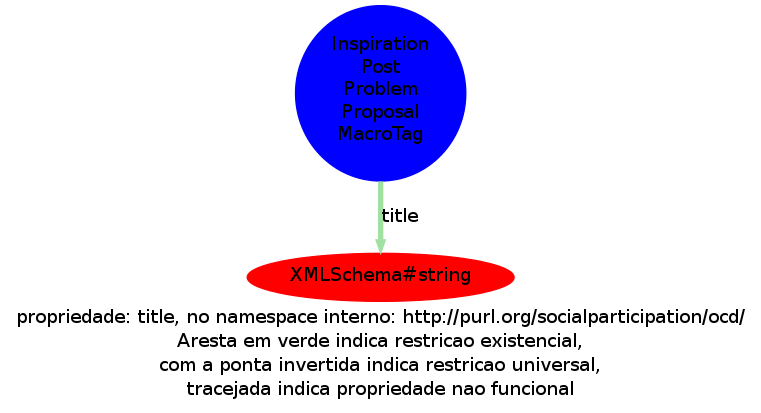 Inspiration
Post
Problem
Proposal
MacroTag
title
XMLSchema#string
propriedade: title, no namespace interno: http://purl.org/socialparticipation/ocd/
Aresta em verde indica restricao existencial,
com a ponta invertida indica restricao universal,
tracejada indica propriedade nao funcional